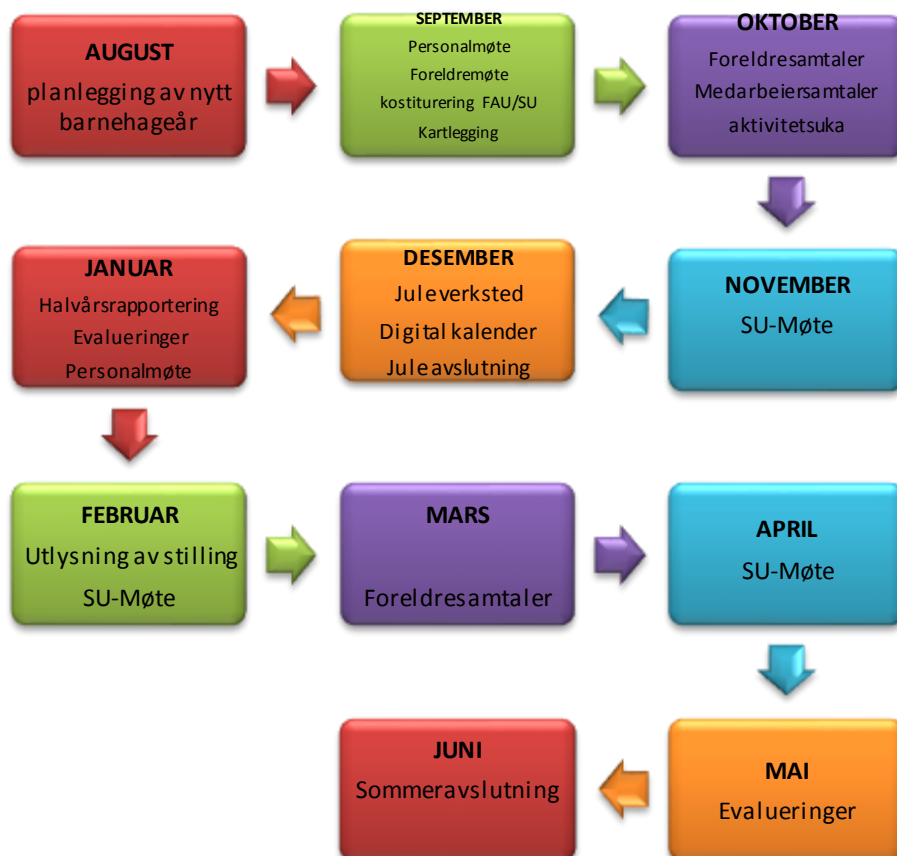 AUGUST
planlegging av nytt
barnehageår
SEPTEMBER
Personalmøte
Foreldremøte
kostiturering FAU/SU
Kartlegging
OKTOBER
Foreldresamtaler
Medarbeiersamtaler
aktivitetsuka
NOVEMBER
SU-Møte
DESEMBER
Juleverksted
Digital kalender
Juleavslutning
JANUAR
Halvårsrapportering
Evalueringer
Personalmøte
FEBRUAR
Utlysning av stilling
SU-Møte
MARS
Foreldresamtaler
APRIL
SU-Møte
MAI
Evalueringer
JUNI
Sommeravslutning